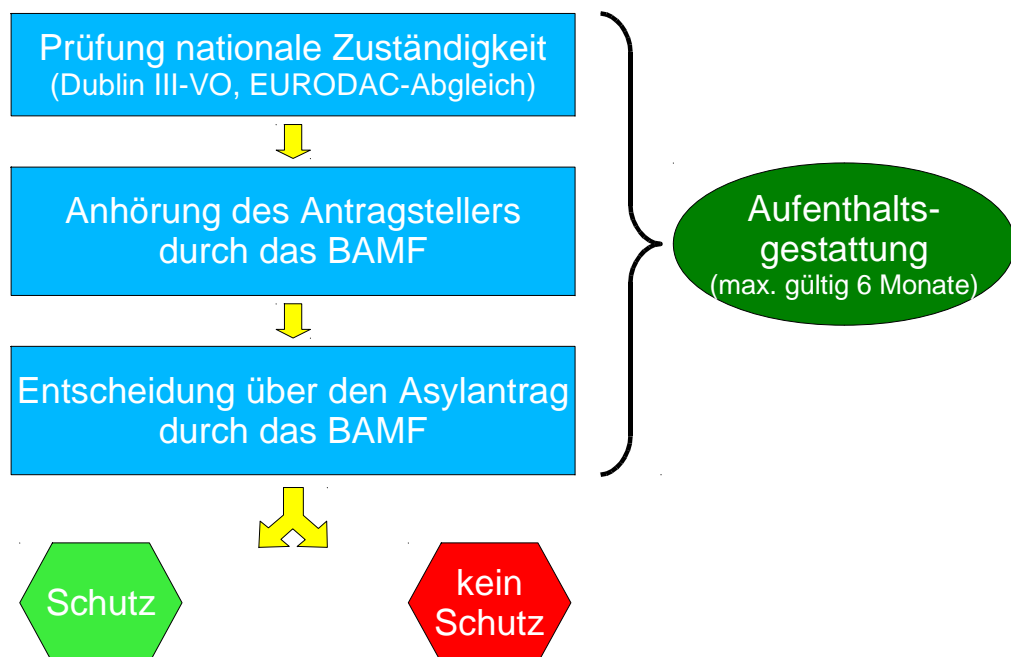 Prüfung nationale Zuständigkeit
(Dublin III-VO, EURODAC-Abgleich)
Anhörung des Antragstellers
durch das BAMF
Entscheidung über den Asylantrag
durch das BAMF
Aufenthalts-
gestattung
(max. gültig 6 Monate)
Schutz
kein
Schutz